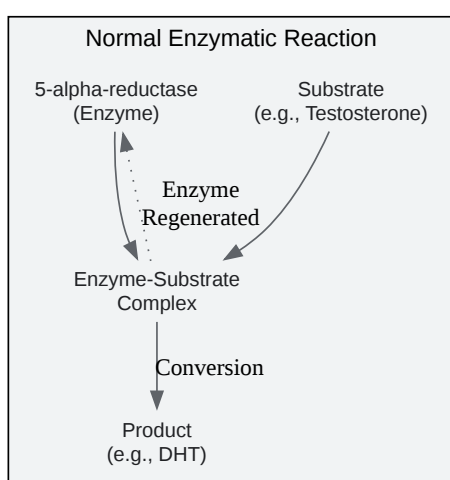 Normal Enzymatic Reaction
5-alpha-reductase
(Enzyme)
Substrate
(e.g., Testosterone)
Enzyme
Regenerated
Enzyme-Substrate
Complex
Conversion
Product
(e.g., DHT)